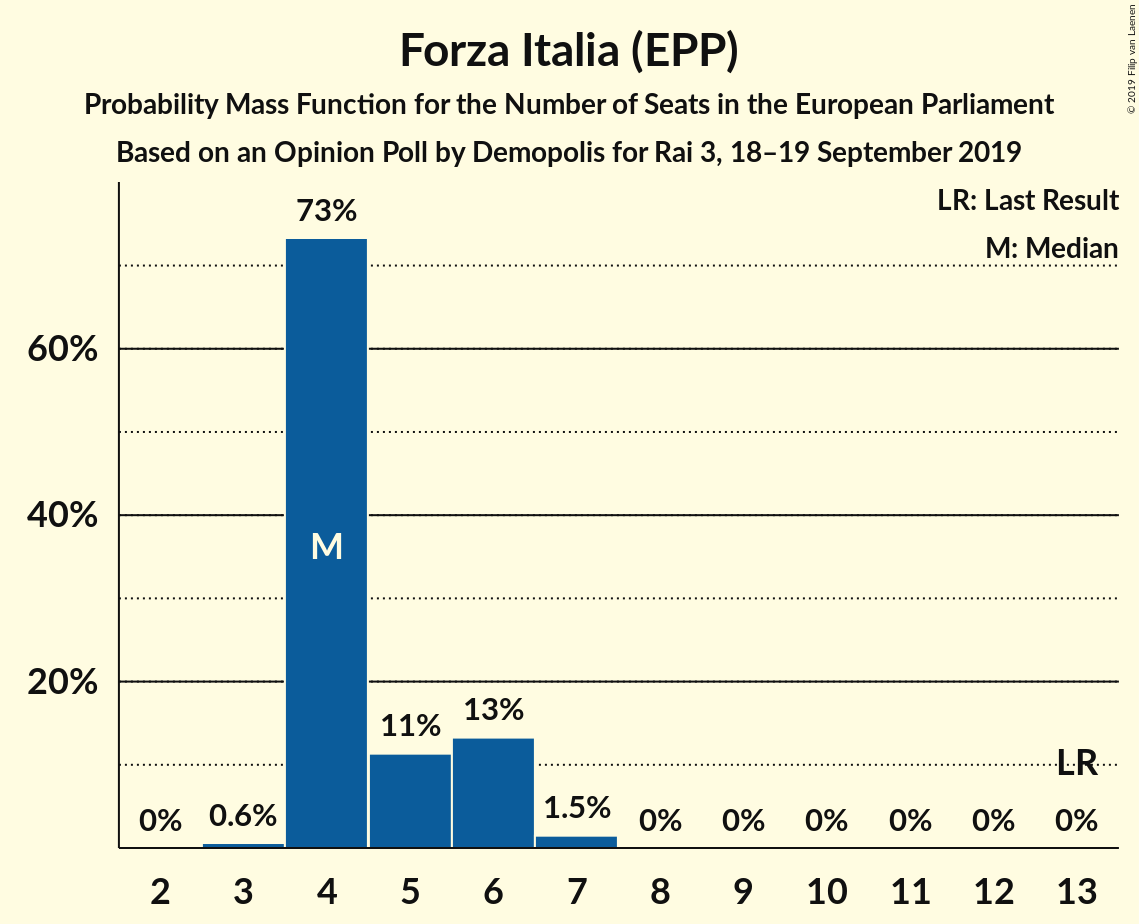 Forza Italia (EPP)
Probability Mass Function for the Number of Seats in the European Parliament
Based on an Opinion Poll by Demopolis for Rai 3, 18–19 September 2019
© 2019 Filip van Laenen
LR: Last Result
M: Median
73%
60%
40%
M
20%
11%
13%
LR
0%
0.6%
1.5%
0%
0%
0%
0%
0%
0%
2 3 4 5 6 7 8 9 10 11 12 13